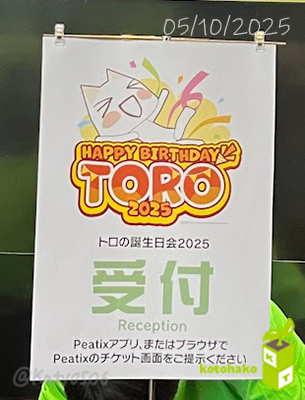 05/10/2025
HAPPY BIRTHDAY
TORO
2025
トロの誕生日会2025
受付
Reception
Peatixアプリ、またはブラウザで
Peatixのチケット画面をご提示ください
kotohako